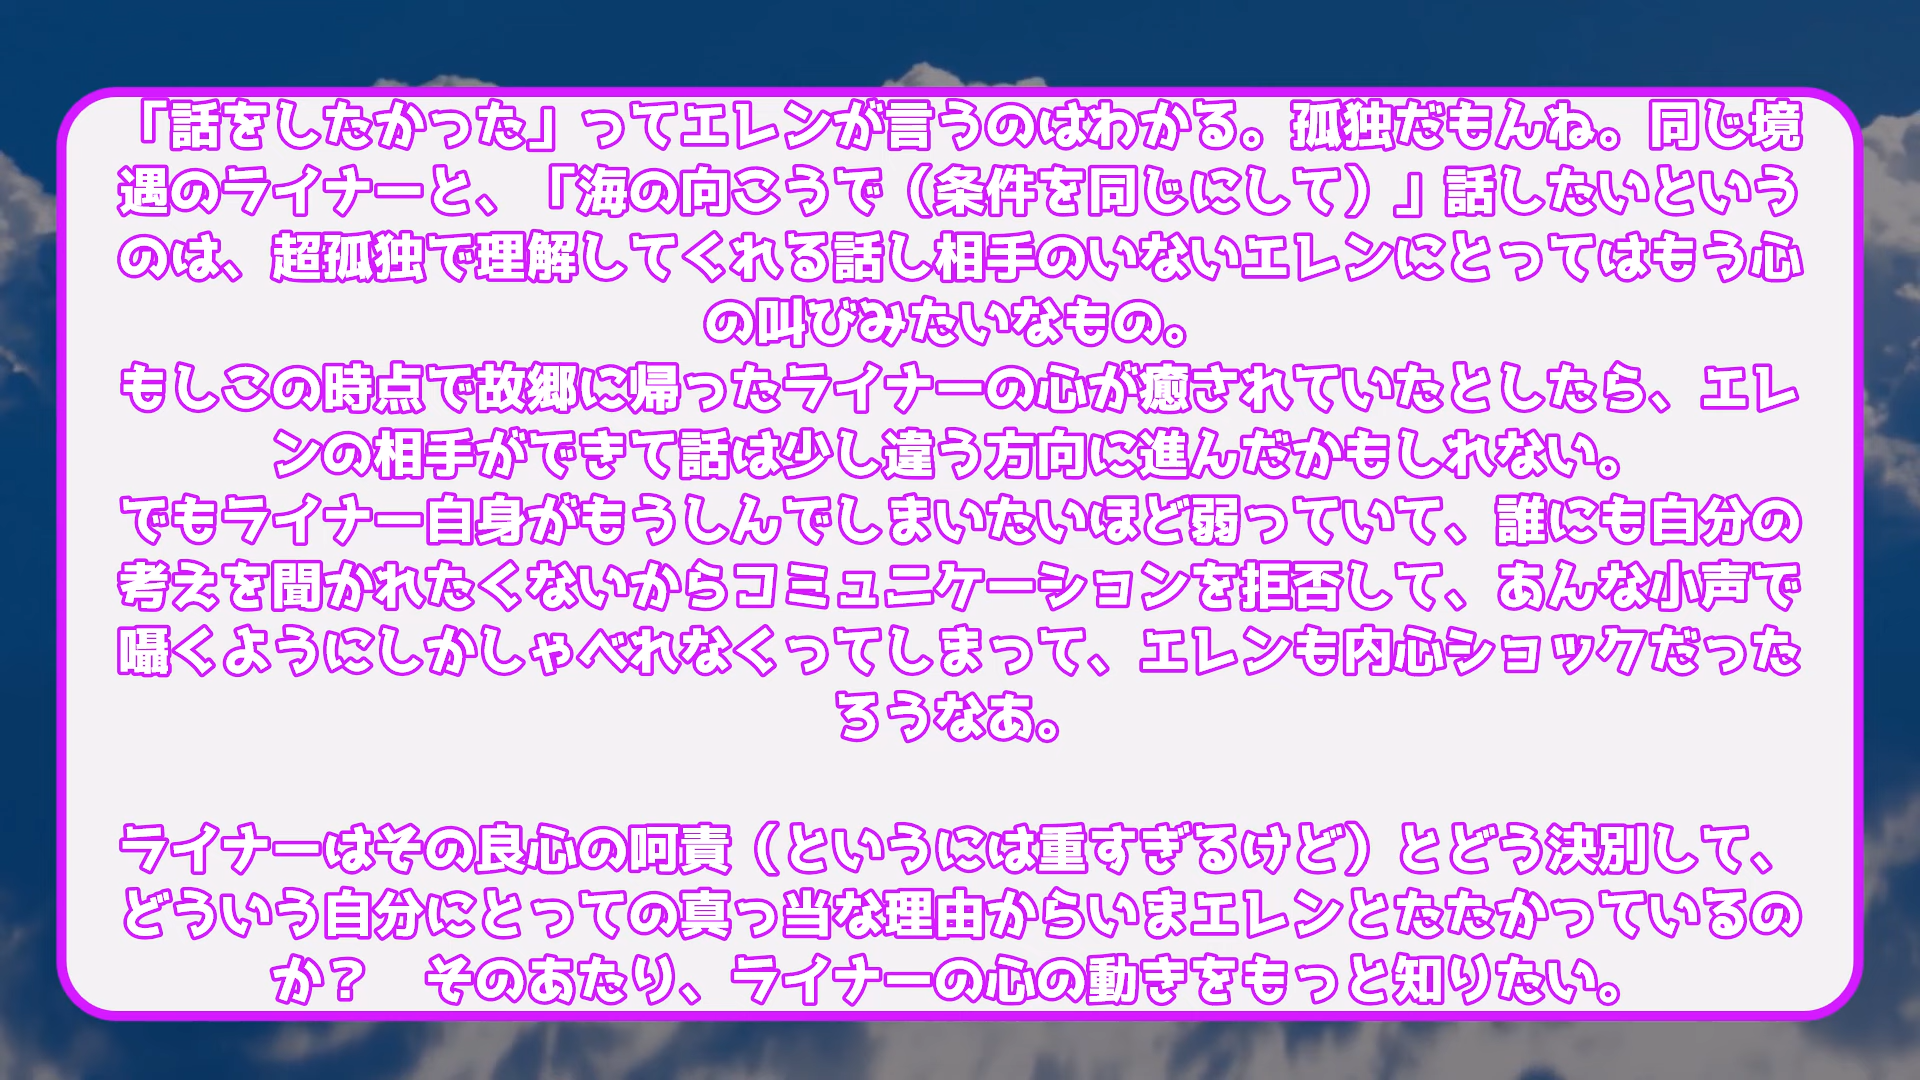 「話をしたかった」ってエレンが言うのはわかる。孤独だもんね。同じ境
遇のライナーと、「海の向こうで（条件を同じにして）」話したいという
のは、超孤独で理解してくれる話し相手のいないエレンにとってはもう心
の叫びみたいなもの。
もしこの時点で故郷に帰ったライナーの心が癒されていたとしたら、エレ
ンの相手ができて話は少し違う方向に進んだかもしれない。
でもライナー自身がもうしんでしまいたいほど弱っていて、誰にも自分の
考えを聞かれたくないからコミュニケーションを拒否して、あんな小声で
囁くようにしかしゃべれなくってしまって、エレンも内心ショックだった
ろうなあ。
ライナーはその良心の呵責（というには重すぎるけど）とどう決別して、
どういう自分にとっての真っ当な理由からいまエレンとたたかっているの
か？　そのあたり、ライナーの心の動きをもっと知りたい。